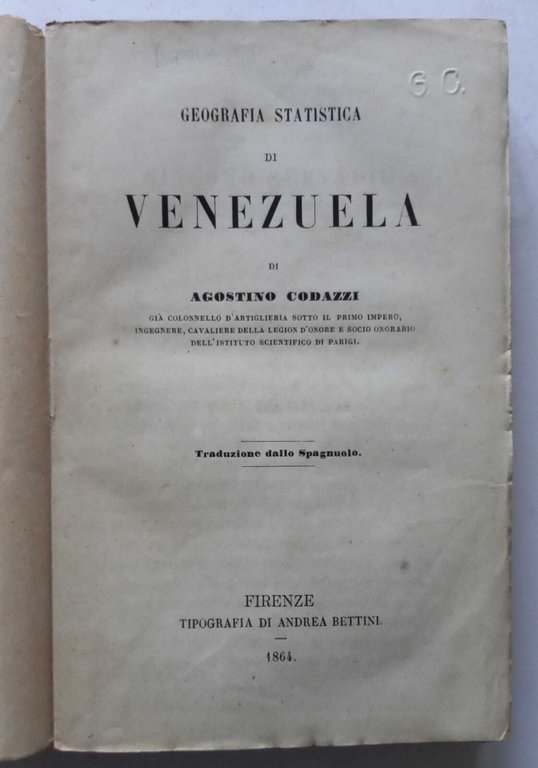 G C.
GEOGRAFIA STATISTICA
DI
VENEZUELA
DI
AGOSTINO CODAZZI
GIÀ COLONNELLO D'ARTIGLIERIA SOTTO IL PRIMO IMPERO,
INGEGNERE, CAVALIERE DELLA LEGION D'ONORE E SOCIO ONORARIO
DELL'ISTITUTO SCIENTIFICO DI PARIGI.
Traduzione dallo Spagnuolo.
FIRENZE
TIPOGRAFIA DI ANDREA BETTINI.
1864.